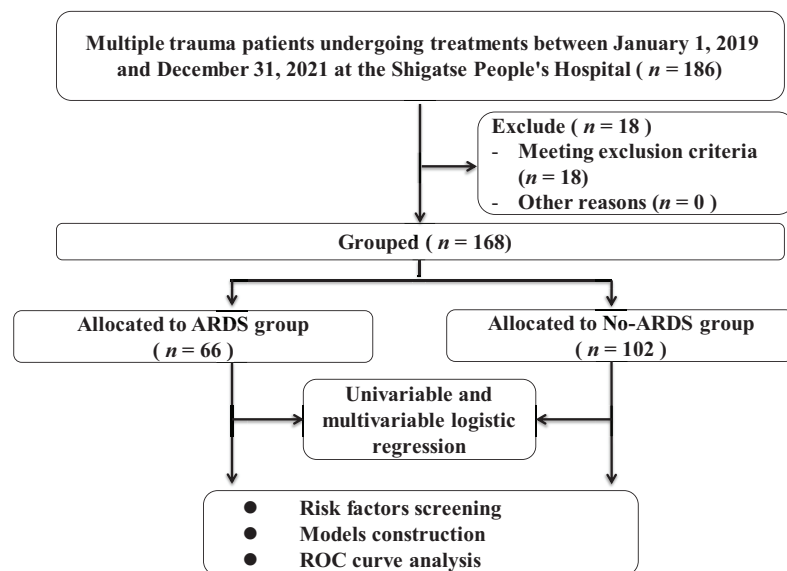 Multiple trauma patients undergoing treatments between January 1, 2019
and December 31, 2021 at the Shigatse People's Hospital ( n = 186)
Exclude ( n = 18 )
- Meeting exclusion criteria
(n = 18)
- Other reasons (n = 0 )
Grouped ( n = 168)
Allocated to ARDS group
( n = 66 )
Allocated to No-ARDS group
( n = 102 )
Univariable and
multivariable logistic
regression
● Risk factors screening
● Models construction
● ROC curve analysis